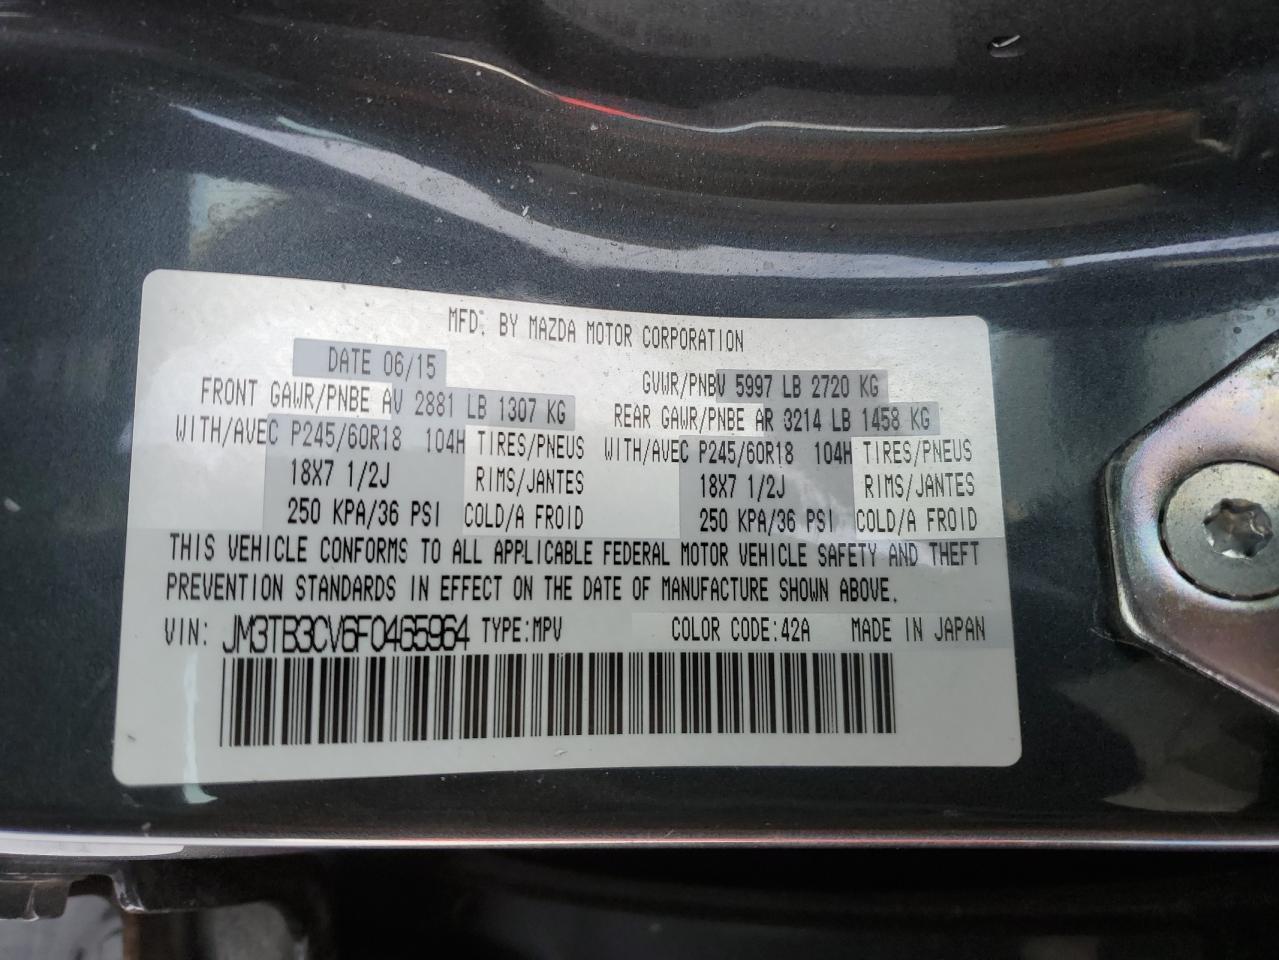 MFD. BY MAZDA MOTOR CORPORATION
DATE 06/15 GVWR/PNBV 5997 LB 2720 KG
FRONT GAWR/PNBE AV 2881 LB 1307 KG REAR GAWR/PNBE AR 3214 LB 1458 KG
WITH/AVEC P245/60R18 104H TIRES/PNEUS WITH/AVEC P245/60R18 104H TIRES/PNEUS
18X7 1/2J RIMS/JANTES 18X7 1/2J RIMS/JANTES
250 KPA/36 PSI COLD/A FROID 250 KPA/36 PSI COLD/A FROID
THIS VEHICLE CONFORMS TO ALL APPLICABLE FEDERAL MOTOR VEHICLE SAFETY AND THEFT
PREVENTION STANDARDS IN EFFECT ON THE DATE OF MANUFACTURE SHOWN ABOVE.
VIN: JM3TB3CV6F0465964 TYPE:MPV COLOR CODE:42A MADE IN JAPAN